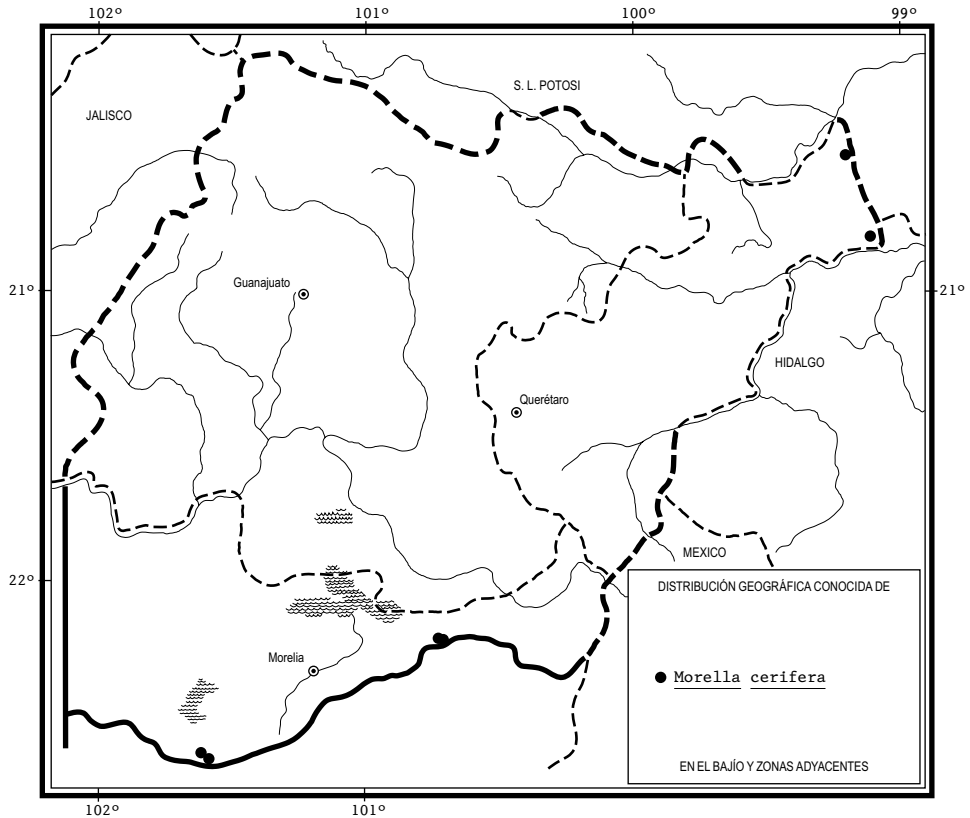 102º 101º 100º 99º
S. L. POTOSI
JALISCO
Guanajuato
21º 21º
HIDALGO
Querétaro
MEXICO
22º
DISTRIBUCIÓN GEOGRÁFICA CONOCIDA DE
Morelia
Morella cerifera
EN EL BAJÍO Y ZONAS ADYACENTES
102º 101º